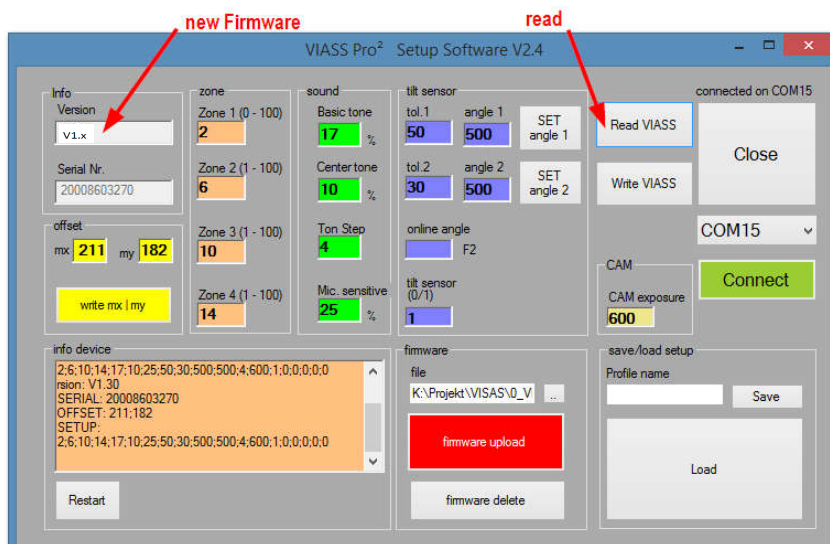 new Firmware
read
VIASS Pro² Setup Software V2.4
Info
Version
V1.x
Serial Nr.
20008603270
offset
mx 211 my 182
write mx | my
zone
Zone 1 (0 - 100)
2
Zone 2 (1 - 100)
6
Zone 3 (1 - 100)
10
Zone 4 (1 - 100)
14
sound
Basic tone
17 %
Center tone
10 %
Ton Step
4
Mic. sensitive
25 %
tilt sensor
tol.1 angle 1
50 500
SET
angle 1
tol.2 angle 2
30 500
SET
angle 2
online angle
F2
tilt sensor
(0/1)
1
Read VIASS
Write VIASS
CAM
CAM exposure
600
connected on COM15
Close
COM15
Connect
info device
2;6;10;14;17;10;25;50;30;500;500;4;600;1;0;0;0;0;0
rsion: V1.30
SERIAL: 20008603270
OFFSET: 211;182
SETUP:
2;6;10;14;17;10;25;50;30;500;500;4;600;1;0;0;0;0;0
Restart
firmware
file
K:\Projekt\VISAS\0_V ..
firmware upload
firmware delete
save/load setup
Profile name
Save
Load